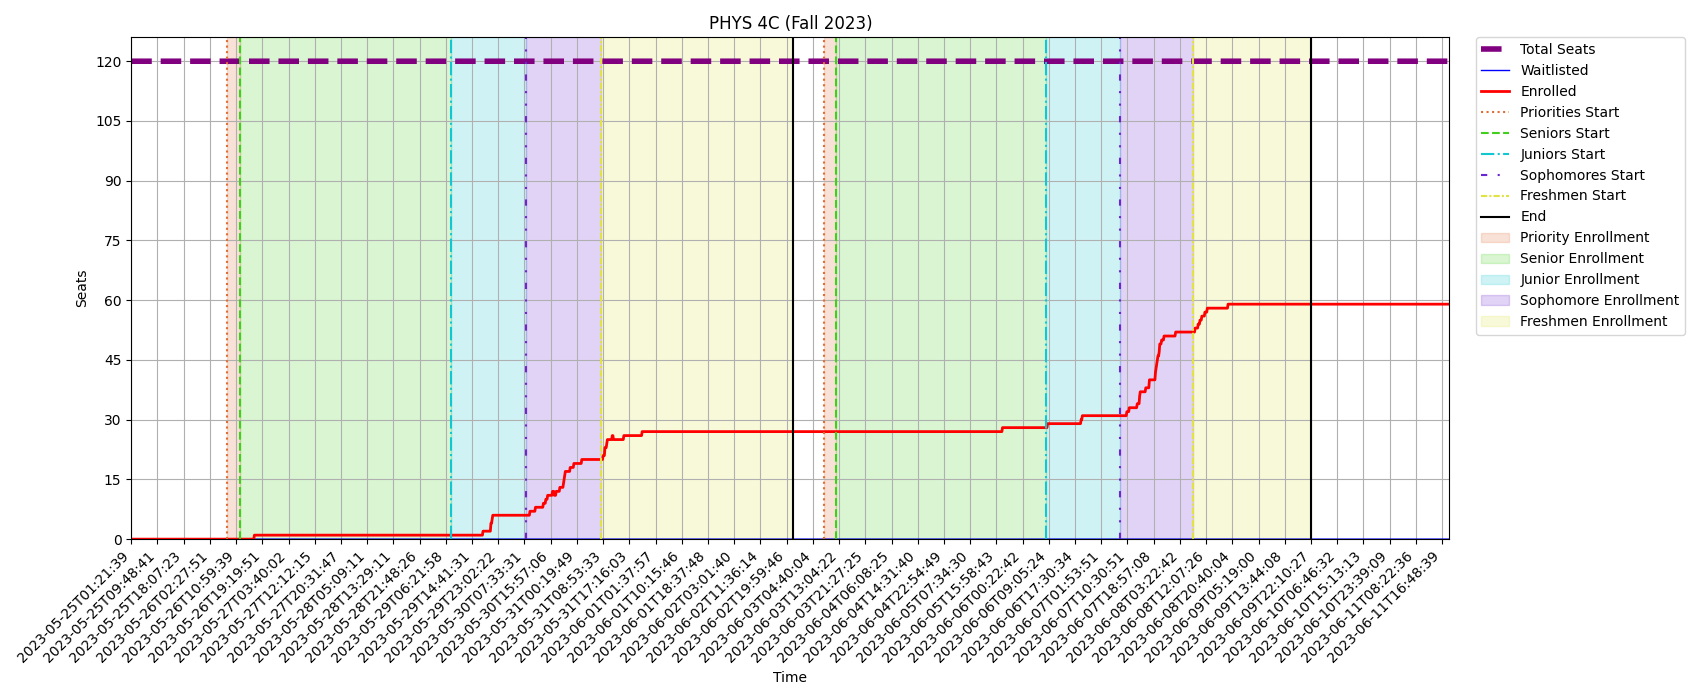 PHYS 4C (Fall 2023)
Seats
120
105
90
75
60
45
30
15
0
2023-05-25T01:21:39
2023-05-25T09:48:41
2023-05-25T18:07:23
2023-05-26T02:27:51
2023-05-26T10:59:39
2023-05-26T19:19:51
2023-05-27T03:40:02
2023-05-27T12:12:15
2023-05-27T20:31:47
2023-05-28T05:09:11
2023-05-28T13:29:11
2023-05-28T21:48:26
2023-05-29T06:21:58
2023-05-29T14:41:31
2023-05-29T23:02:22
2023-05-30T07:33:31
2023-05-30T15:57:06
2023-05-31T00:19:49
2023-05-31T08:53:33
2023-05-31T17:16:03
2023-06-01T01:37:57
2023-06-01T10:15:46
2023-06-01T18:37:48
2023-06-02T03:01:40
2023-06-02T11:36:14
2023-06-02T19:59:46
2023-06-03T04:40:04
2023-06-03T13:04:22
2023-06-03T21:27:25
2023-06-04T06:08:25
2023-06-04T14:31:40
2023-06-04T22:54:49
2023-06-05T07:34:30
2023-06-05T15:58:43
2023-06-06T00:22:42
2023-06-06T09:05:24
2023-06-06T17:30:34
2023-06-07T01:53:51
2023-06-07T10:30:51
2023-06-07T18:57:08
2023-06-08T03:22:42
2023-06-08T12:07:26
2023-06-08T20:40:04
2023-06-09T05:19:00
2023-06-09T13:44:08
2023-06-09T22:10:27
2023-06-10T06:46:32
2023-06-10T15:13:13
2023-06-10T23:39:09
2023-06-11T08:22:36
2023-06-11T16:48:39
Time
Total Seats
Waitlisted
Enrolled
Priorities Start
Seniors Start
Juniors Start
Sophomores Start
Freshmen Start
End
Priority Enrollment
Senior Enrollment
Junior Enrollment
Sophomore Enrollment
Freshmen Enrollment